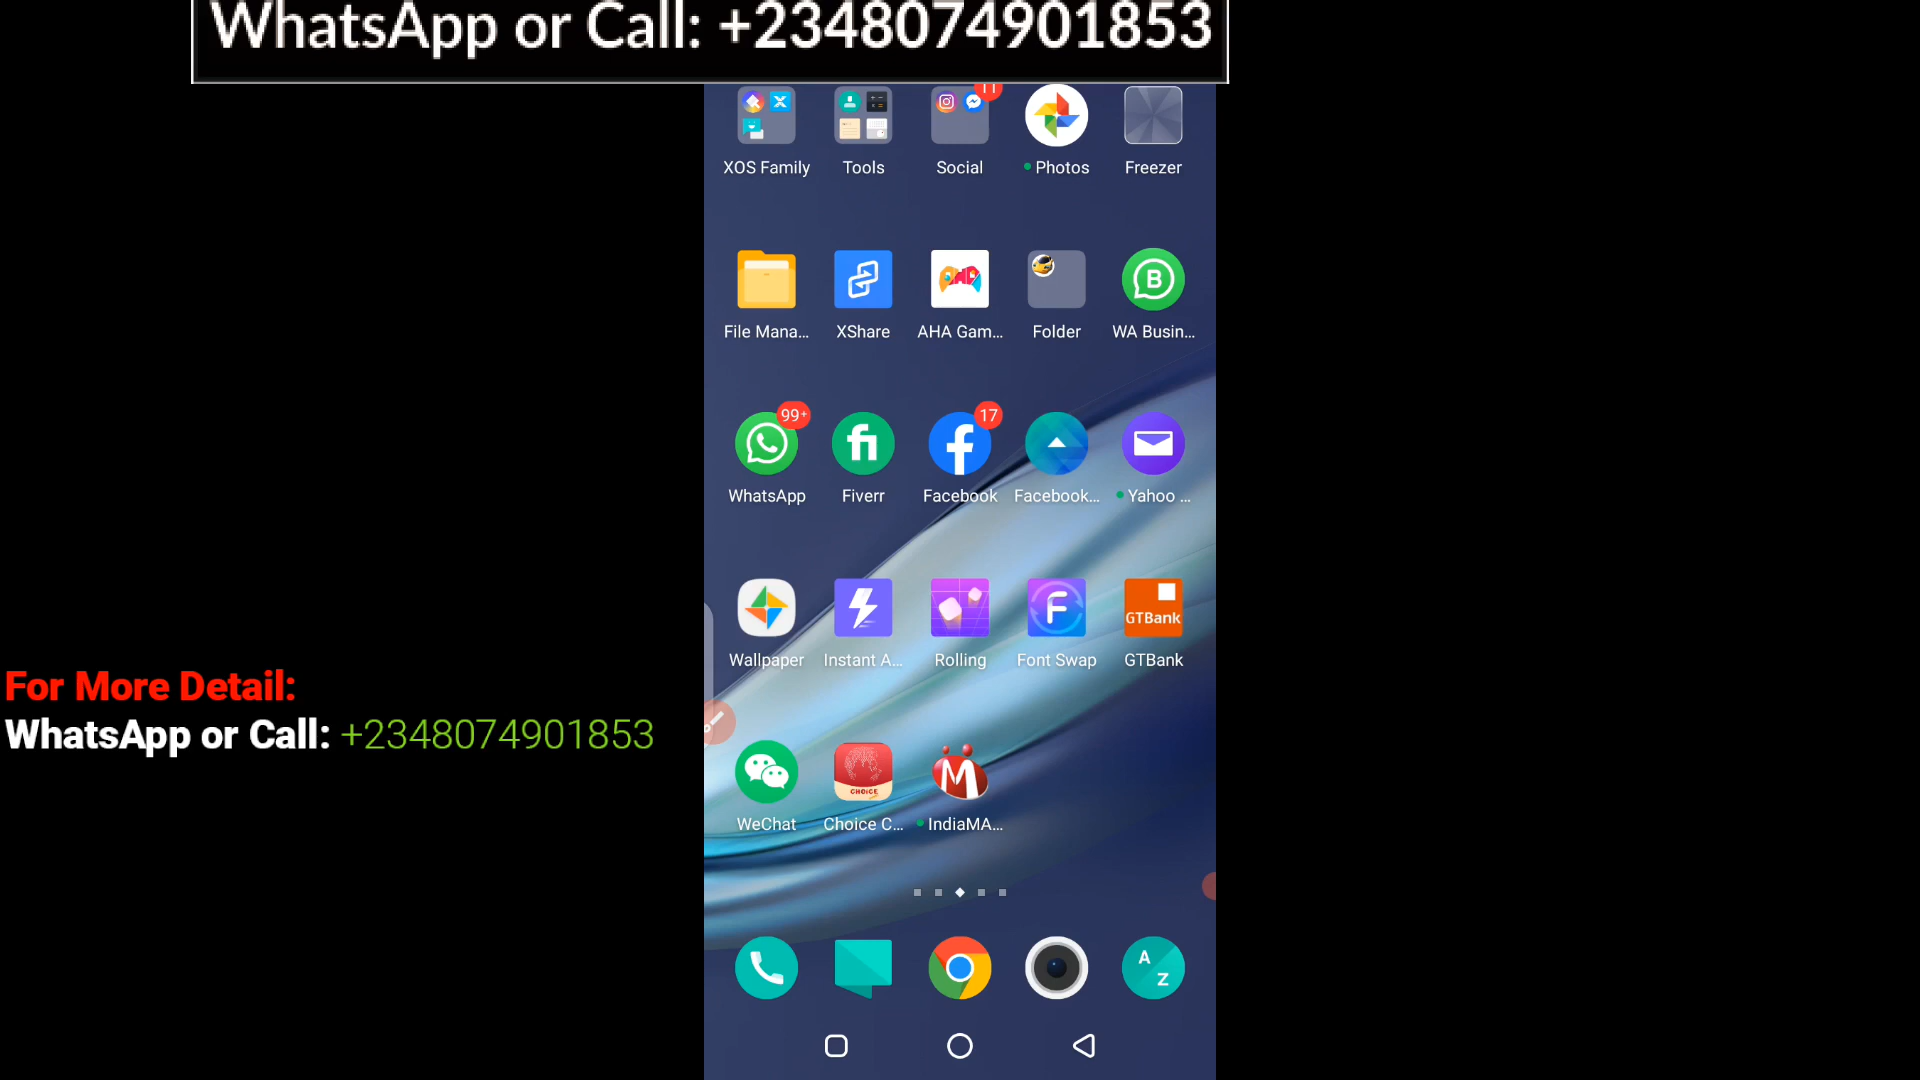 WhatsApp or Call: +2348074901853
11
XOS Family Tools Social Photos Freezer
File Mana... XShare AHA Gam... Folder WA Busin...
99+ 17
WhatsApp Fiverr Facebook Facebook... Yahoo ...
GTBank
Wallpaper Instant A... Rolling Font Swap GTBank
For More Detail:
WhatsApp or Call: +2348074901853
CHOICE
WeChat Choice C... IndiaMA...
A
Z